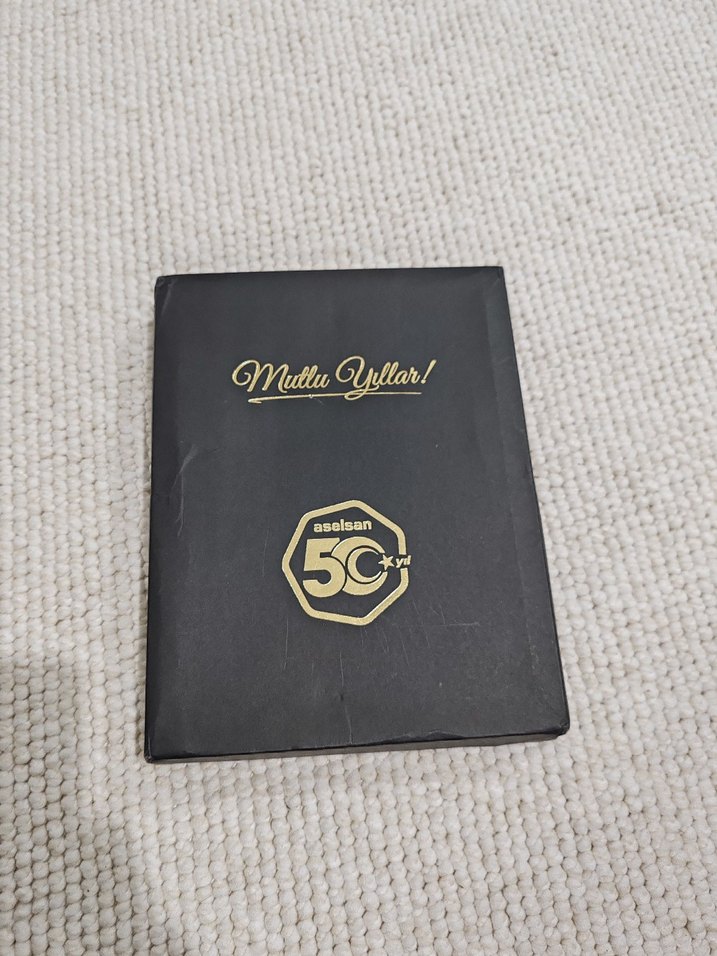 Mutlu Yıllar!
aselsan
50 yıl